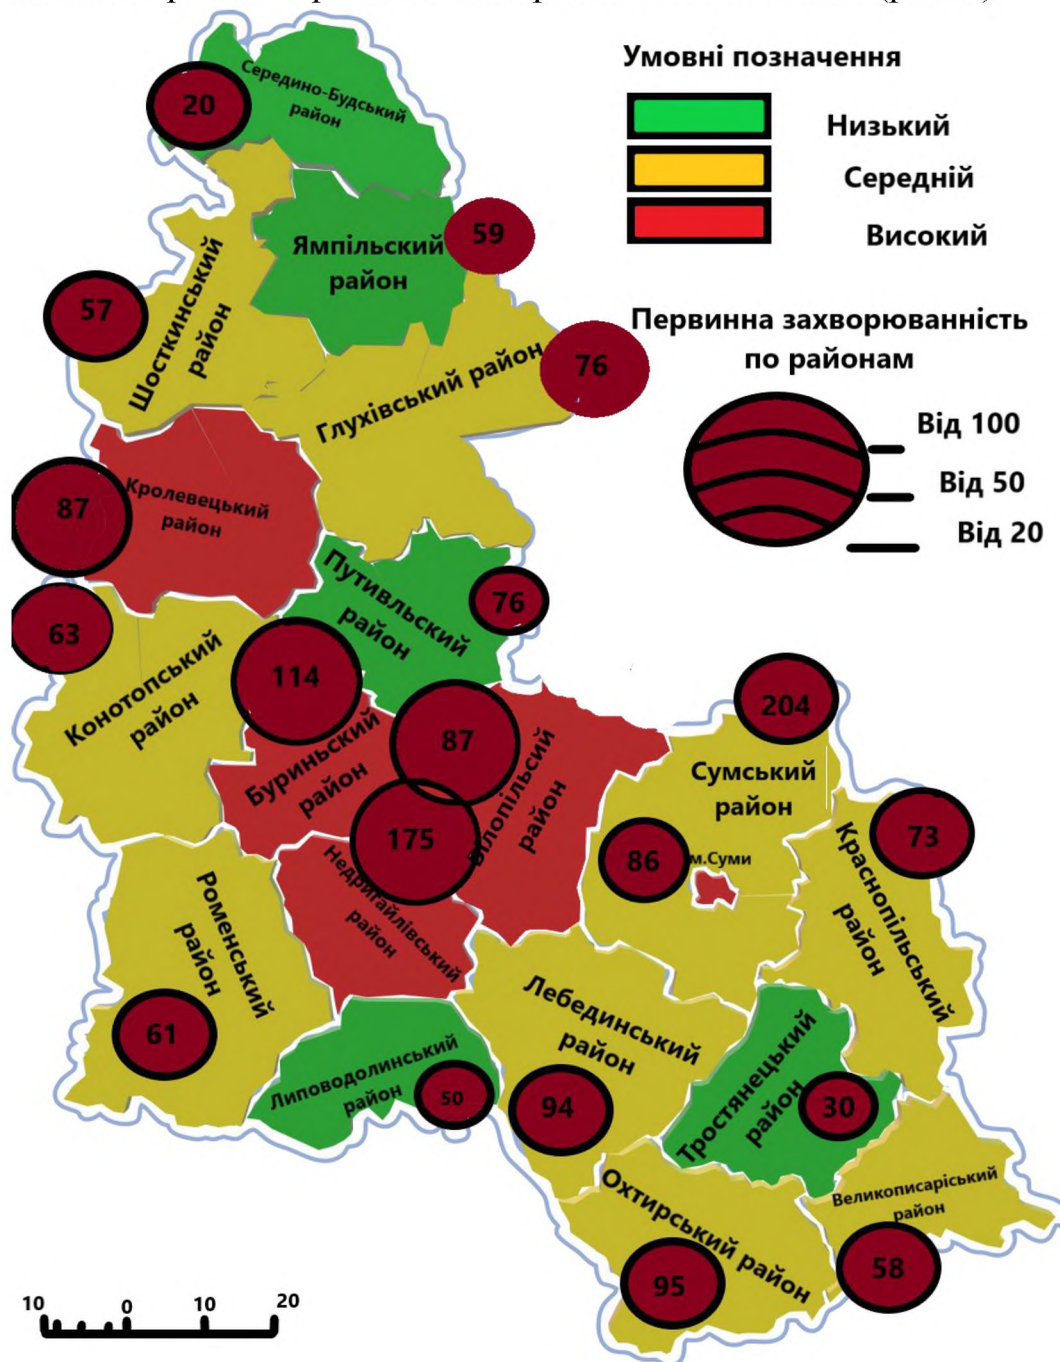 Умовні позначення
Низький
Середній
Високий
Первинна захворюванність
по районам
Від 100
Від 50
Від 20
20
Середино-Будський
район
59
Ямпільский
район
57
Шосткинський
район
76
Глухівський район
87
Кролевецький
район
63
Путивльский
район
76
Конотопський
район
114
Буриньский
район
87
Білопільсий
район
204
Сумський
район
м.Суми
86
73
Краснопільський
район
175
Недригайлівський
район
Роменський
район
61
Лебединський
район
94
Липоводолинський
район
50
Тростянецький
район
30
Великописаріський
район
58
Охтирський район
95
10 0 10 20